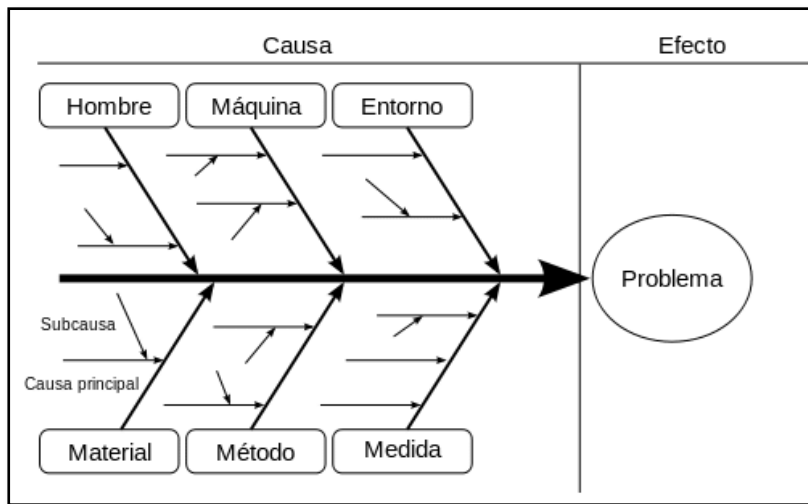 Causa
Efecto
Hombre
Máquina
Entorno
Problema
Subcausa
Causa principal
Material
Método
Medida